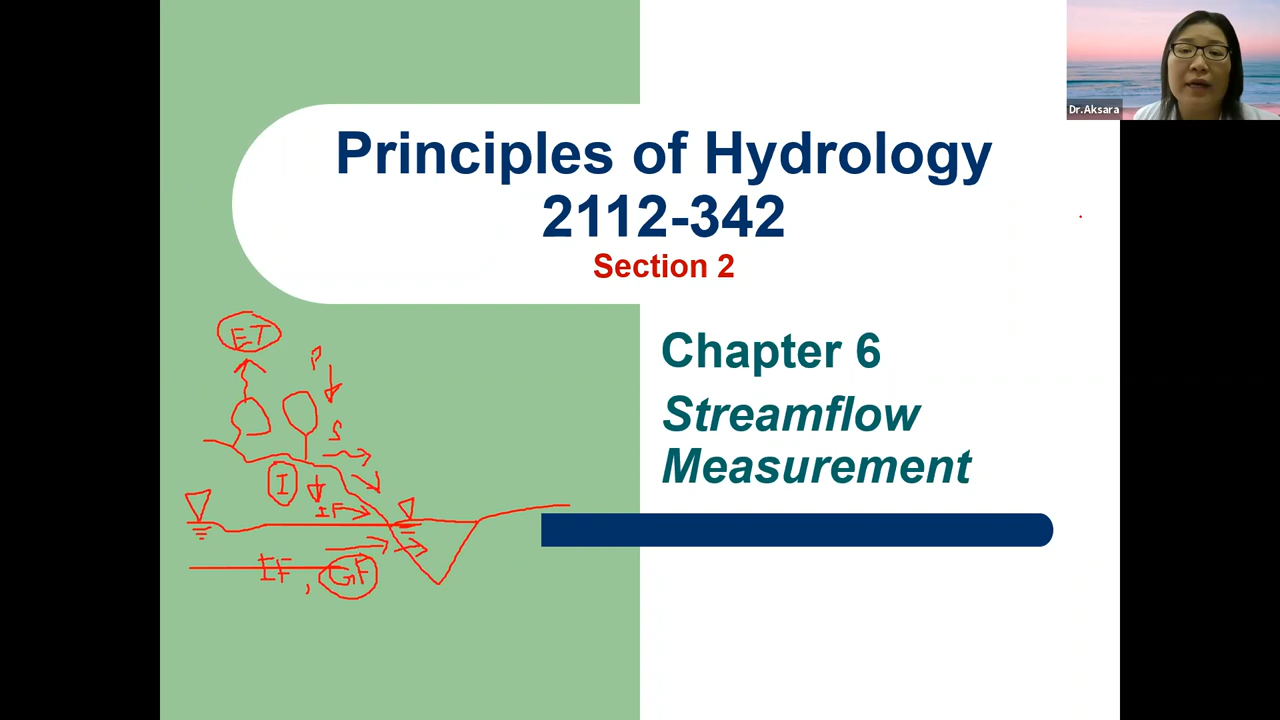 Principles of Hydrology
2112-342
Section 2
Chapter 6
Streamflow
Measurement
Dr.Aksara
ET
P
S
I
IF
IF, GF